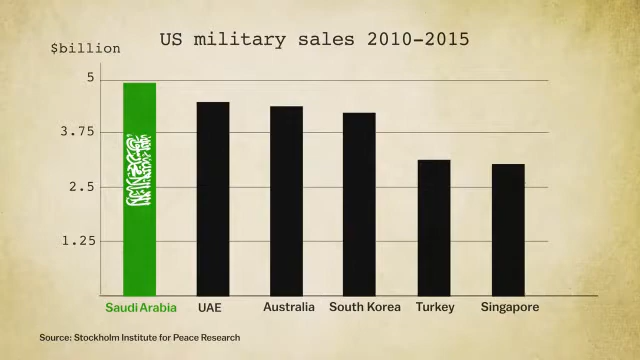 US military sales 2010-2015
$billion
5
3.75
2.5
1.25
Saudi Arabia UAE Australia South Korea Turkey Singapore
Source: Stockholm Institute for Peace Research